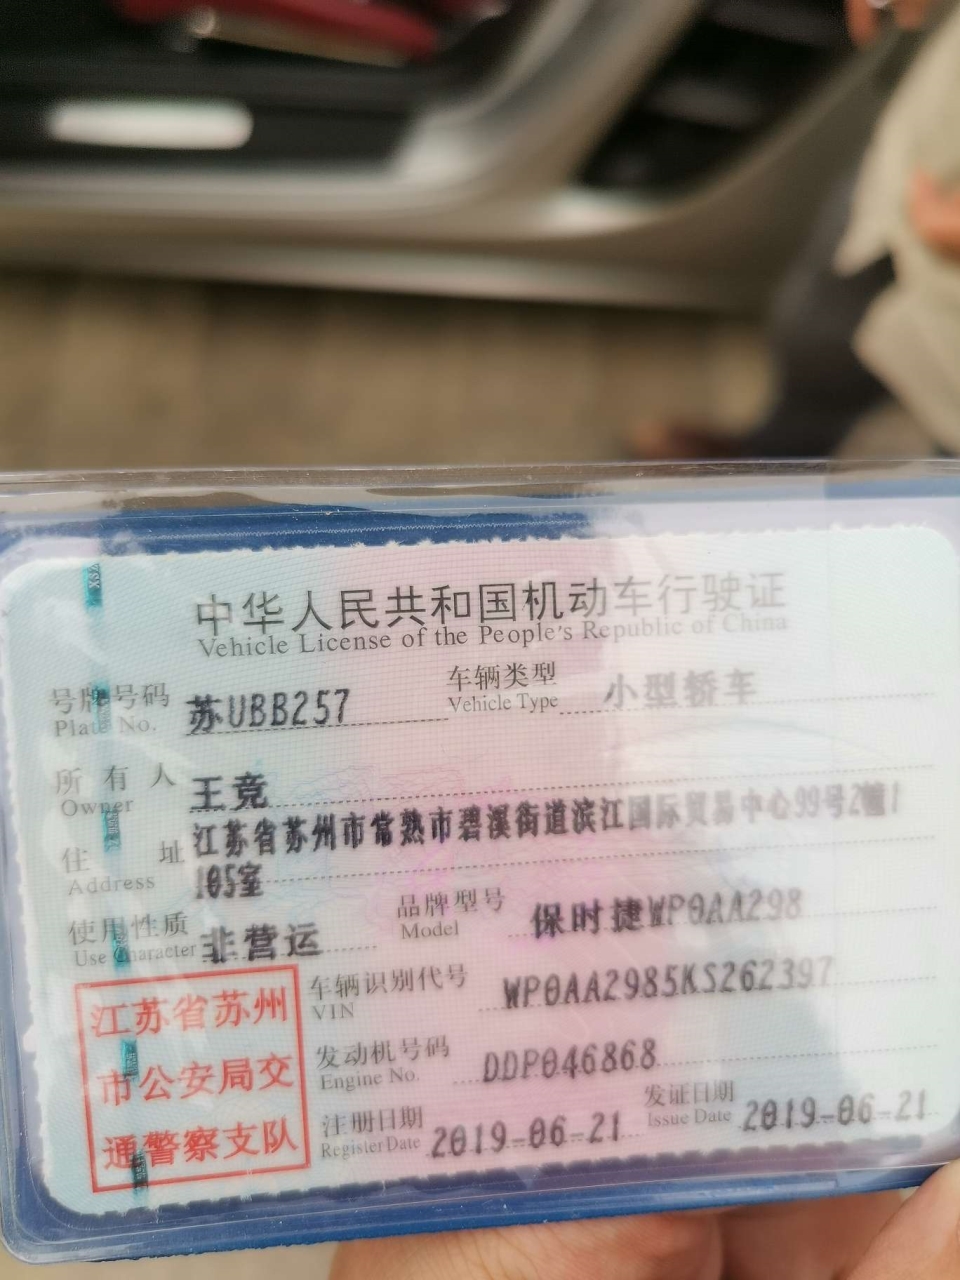 中华人民共和国机动车行驶证
Vehicle License of the People's Republic of China
号牌号码 苏UBB257 车辆类型 小型轿车
Plate No. Vehicle Type
所有人 王竞
Owner
住址 江苏省苏州市常熟市碧溪街道滨江国际贸易中心99号2幢1
Address 105室
使用性质 非营运 品牌型号 保时捷WP0AA298
Use Character Model
江苏省苏州
市公安局交
通警察支队
车辆识别代号 WP0AA2985KS262397
VIN
发动机号码 DDP046868
Engine No.
注册日期 2019-06-21 发证日期 2019-06-21
Register Date Issue Date